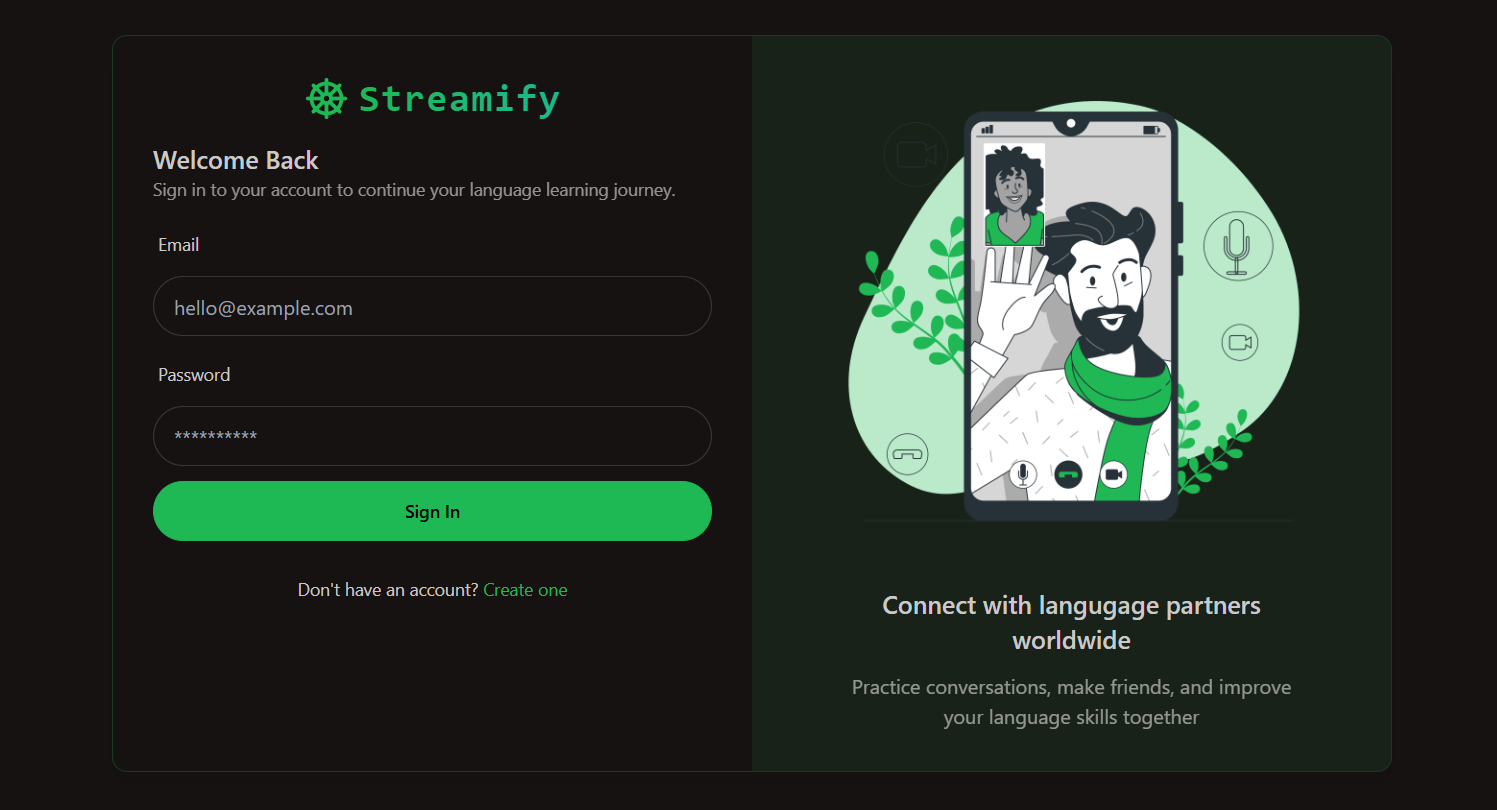 Streamify
Welcome Back
Sign in to your account to continue your language learning journey.
Email
hello@example.com
Password
**********
Sign In
Don't have an account? Create one
Connect with langugage partners
worldwide
Practice conversations, make friends, and improve
your language skills together